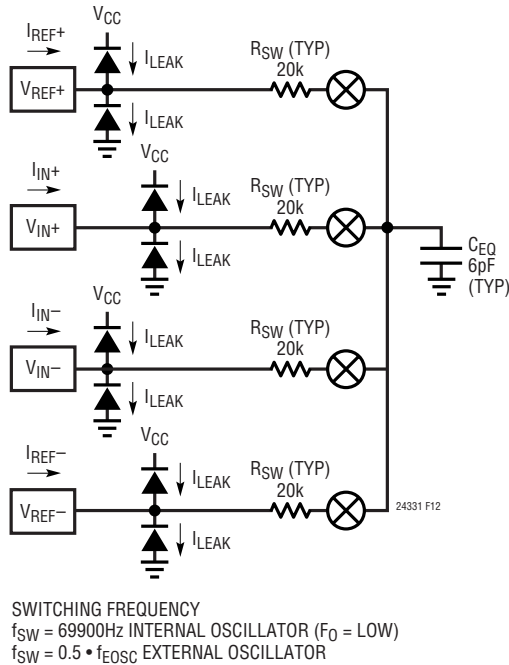 VCC
IREF+
ILEAK
RSW (TYP)
20k
VREF+
ILEAK
VCC
IIN+
ILEAK
RSW (TYP)
20k
VIN+
ILEAK
CEQ
6pF
(TYP)
VCC
IIN−
ILEAK
RSW (TYP)
20k
VIN−
ILEAK
VCC
IREF−
ILEAK
RSW (TYP)
20k
VREF−
24331 F12
ILEAK
SWITCHING FREQUENCY
fSW = 69900Hz INTERNAL OSCILLATOR (FO = LOW)
fSW = 0.5 • fEOSC EXTERNAL OSCILLATOR